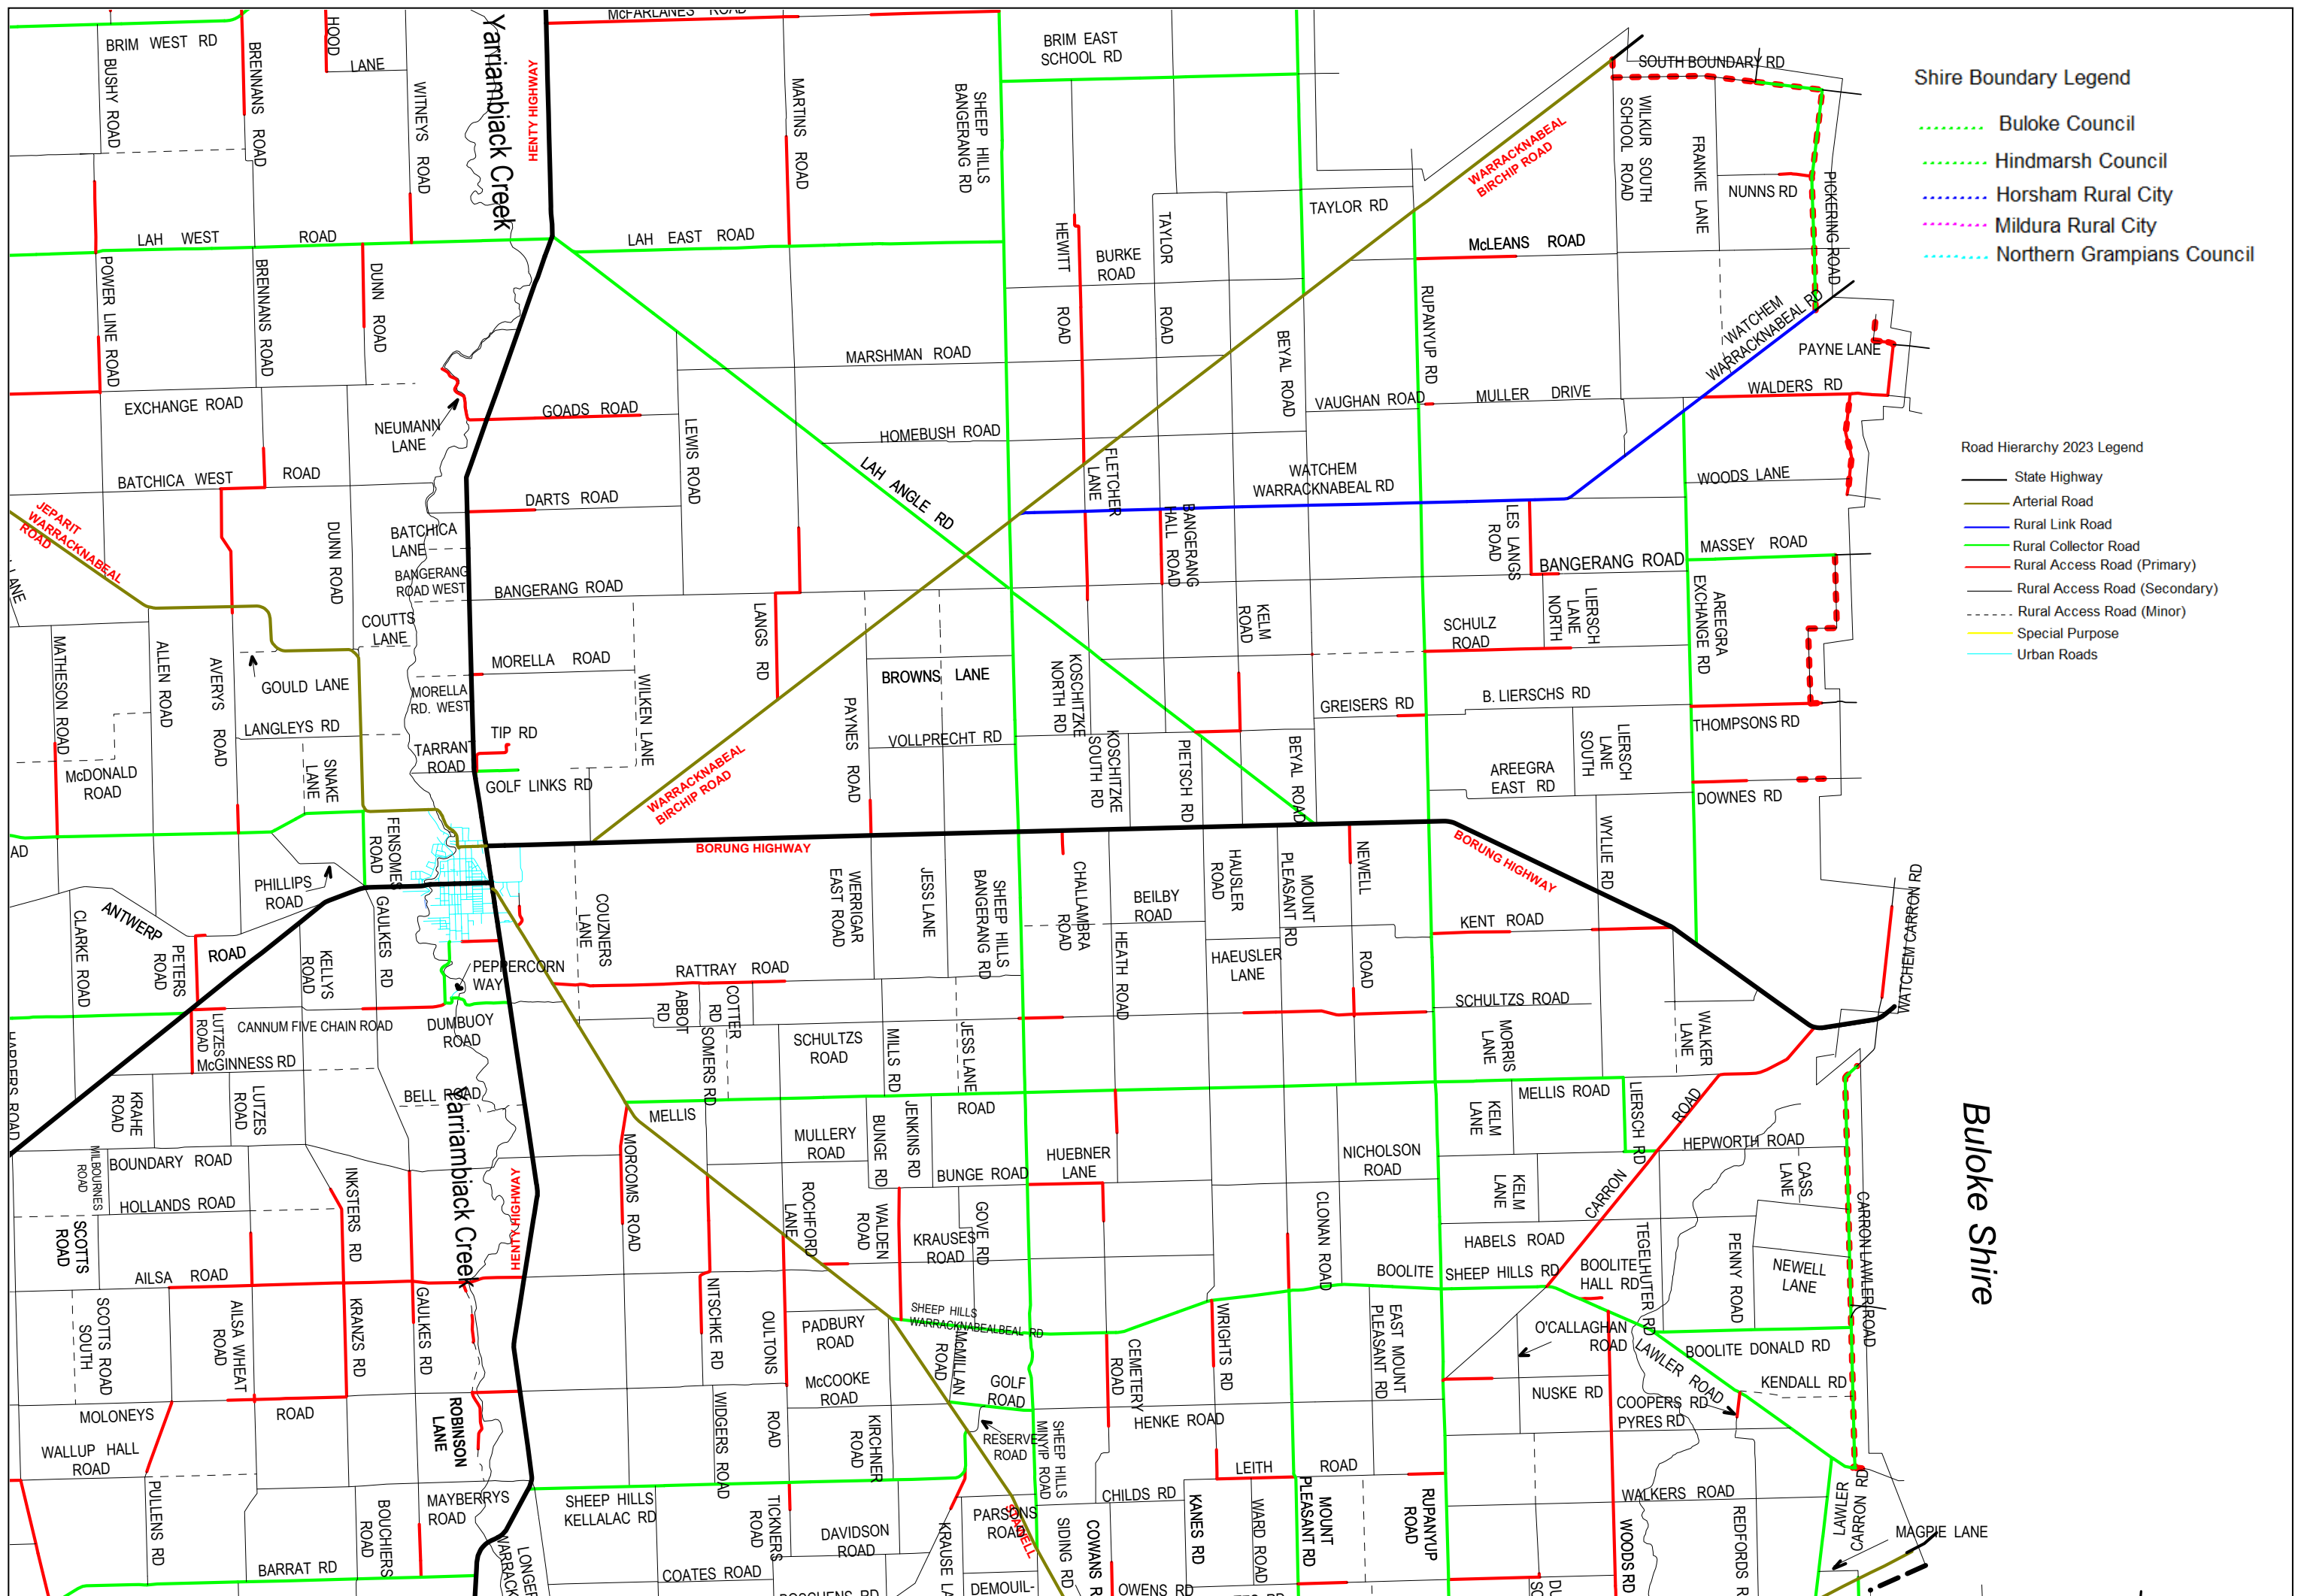 McFARLANES ROAD
BRIM WEST RD
BUSHY ROAD
BRENNANS ROAD
HOOD
LANE
WITNEYS ROAD
Yarriambiack Creek
HENTY HIGHWAY
MARTINS ROAD
SHEEP HILLS
BANGERANG RD
BRIM EAST
SCHOOL RD
WARRACKNABEAL
BIRCHIP ROAD
SOUTH BOUNDARY RD
WILKUR SOUTH
SCHOOL ROAD
FRANKIE LANE
NUNNS RD
PICKERING ROAD
Shire Boundary Legend
Buloke Council
Hindmarsh Council
Horsham Rural City
Mildura Rural City
Northern Grampians Council
LAH WEST ROAD
LAH EAST ROAD
HEWITT ROAD
BURKE
ROAD
TAYLOR ROAD
TAYLOR RD
McLEANS ROAD
POWER LINE ROAD
BRENNANS ROAD
DUNN ROAD
RUPANYUP RD
WATCHEM
WARRACKNABEAL RD
PAYNE LANE
WALDERS RD
MARSHMAN ROAD
BEYAL ROAD
VAUGHAN ROAD
MULLER DRIVE
EXCHANGE ROAD
NEUMANN
LANE
GOADS ROAD
LEWIS ROAD
HOMEBUSH ROAD
LAH ANGLE RD
FLETCHER
LANE
WATCHEM
WARRACKNABEAL RD
WOODS LANE
Road Hierarchy 2023 Legend
State Highway
Arterial Road
Rural Link Road
Rural Collector Road
Rural Access Road (Primary)
Rural Access Road (Secondary)
Rural Access Road (Minor)
Special Purpose
Urban Roads
BATCHICA WEST ROAD
DARTS ROAD
JEPARIT
WARRACKNABEAL
ROAD
LANE
DUNN ROAD
BATCHICA
LANE
BANGERANG
ROAD WEST
BANGERANG ROAD
BANGERANG
HALL ROAD
LES LANGS
ROAD
BANGERANG ROAD
MASSEY ROAD
COUTTS
LANE
LANGS RD
KELM
ROAD
SCHULZ
ROAD
LIERSCH
LANE
NORTH
AREEGRA
EXCHANGE RD
MATHESON ROAD
ALLEN ROAD
AVERYS ROAD
GOULD LANE
MORELLA ROAD
MORELLA
RD. WEST
WILKEN LANE
BROWNS LANE
KOSCHITZKE
NORTH RD
GREISERS RD
B. LIERSCHS RD
LANGLEYS RD
TIP RD
TARRANT
ROAD
PAYNES ROAD
VOLLPRECHT RD
THOMPSONS RD
McDONALD
ROAD
SNAKE
LANE
GOLF LINKS RD
WARRACKNABEAL
BIRCHIP ROAD
KOSCHITZKE
SOUTH RD
PIETSCH RD
BEYAL ROAD
AREEGRA
EAST RD
LIERSCH
LANE
SOUTH
DOWNES RD
AD
FENSOMES
ROAD
BORUNG HIGHWAY
BORUNG HIGHWAY
WYLLIE RD
PHILLIPS
ROAD
ANTWERP
ROAD
CLARKE ROAD
PETERS
ROAD
KELLYS
ROAD
GAULKES RD
PEPPERCORN
WAY
COUZNERS
LANE
WERRIGAR
EAST ROAD
JESS LANE
SHEEP HILLS
BANGERANG RD
CHALLAMBRA
ROAD
BEILBY
ROAD
HAUSLER
ROAD
MOUNT
PLEASANT RD
NEWELL
ROAD
KENT ROAD
WATCHEM CARRON RD
RATTRAY ROAD
HEATH ROAD
HAEUSLER
LANE
SCHULTZS ROAD
HARDERS ROAD
LUTZES
ROAD
CANNUM FIVE CHAIN ROAD
DUMBUOY
ROAD
ABBOT
RD
COTTER
RD
SOMERS RD
SCHULTZS
ROAD
MILLS RD
JESS LANE
MORRIS
LANE
WALKER
LANE
McGINNESS RD
KRAHE
ROAD
LUTZES
ROAD
BELL ROAD
Yarriambiack Creek
MELLIS
ROAD
MELLIS ROAD
MULLERY
ROAD
BUNGE RD
JENKINS RD
BUNGE ROAD
HUEBNER
LANE
NICHOLSON
ROAD
KELM
LANE
LIERSCH RD
CARRON
ROAD
HEPWORTH ROAD
MILBOURNES
ROAD
BOUNDARY ROAD
HOLLANDS ROAD
INKSTERS RD
HENTY HIGHWAY
MORCOMS ROAD
ROCHFORD
LANE
WALDEN
ROAD
GOVE RD
KRAUSES
ROAD
CLONAN ROAD
KELM
LANE
CASS
LANE
CARRON LAWLER ROAD
Buloke Shire
SCOTTS
ROAD
AILSA ROAD
HABELS ROAD
BOOLITE SHEEP HILLS RD
BOOLITE
HALL RD
TEGELHUTER RD
PENNY ROAD
NEWELL
LANE
SCOTTS ROAD
SOUTH
AILSA WHEAT
ROAD
KRANZS RD
GAULKES RD
NITSCHKE RD
OULTONS
ROAD
PADBURY
ROAD
SHEEP HILLS
WARRACKNABEALBEAL RD
McMILAN
ROAD
CEMETERY
ROAD
WRIGHTS RD
EAST MOUNT
PLEASANT RD
O'CALLAGHAN
ROAD
LAWLER ROAD
BOOLITE DONALD RD
McCOOKE
ROAD
GOLF
ROAD
NUSKE RD
KENDALL RD
MOLONEYS ROAD
ROBINSON
LANE
WIDGERS ROAD
KIRCHNER
ROAD
RESERVE
ROAD
SHEEP HILLS
MINYIP ROAD
HENKE ROAD
COOPERS RD
PYRES RD
WALLUP HALL
ROAD
LEITH ROAD
PULLENS RD
BOUCHIERS
ROAD
MAYBERRYS
ROAD
SHEEP HILLS
KELLALAC RD
TICKNERS
ROAD
DAVIDSON
ROAD
PARSONS
ROAD
CHILDS RD
KANES RD
WARD ROAD
MOUNT
PLEASANT RD
RUPANYUP
ROAD
WALKERS ROAD
LAWLER
CARRON RD
MAGPIE LANE
BARRAT RD
COATES ROAD
SIDING RD
WOODS RD
DEMOUIL-
OWENS RD